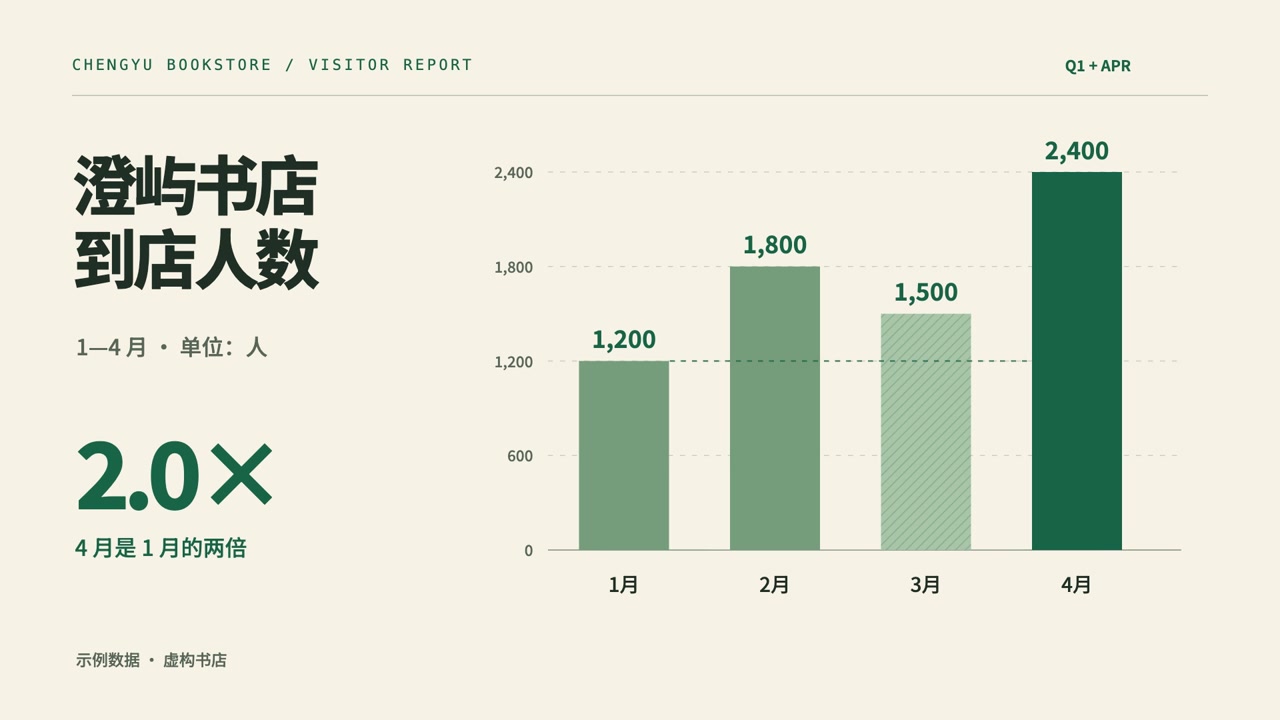 CHENGYU BOOKSTORE / VISITOR REPORT
Q1 + APR
澄屿书店
到店人数
1—4 月 · 单位：人
2.0×
4 月是 1 月的两倍
示例数据 · 虚构书店
2,400
1,800
1,200
600
0
1,200
1,800
1,500
2,400
1月
2月
3月
4月